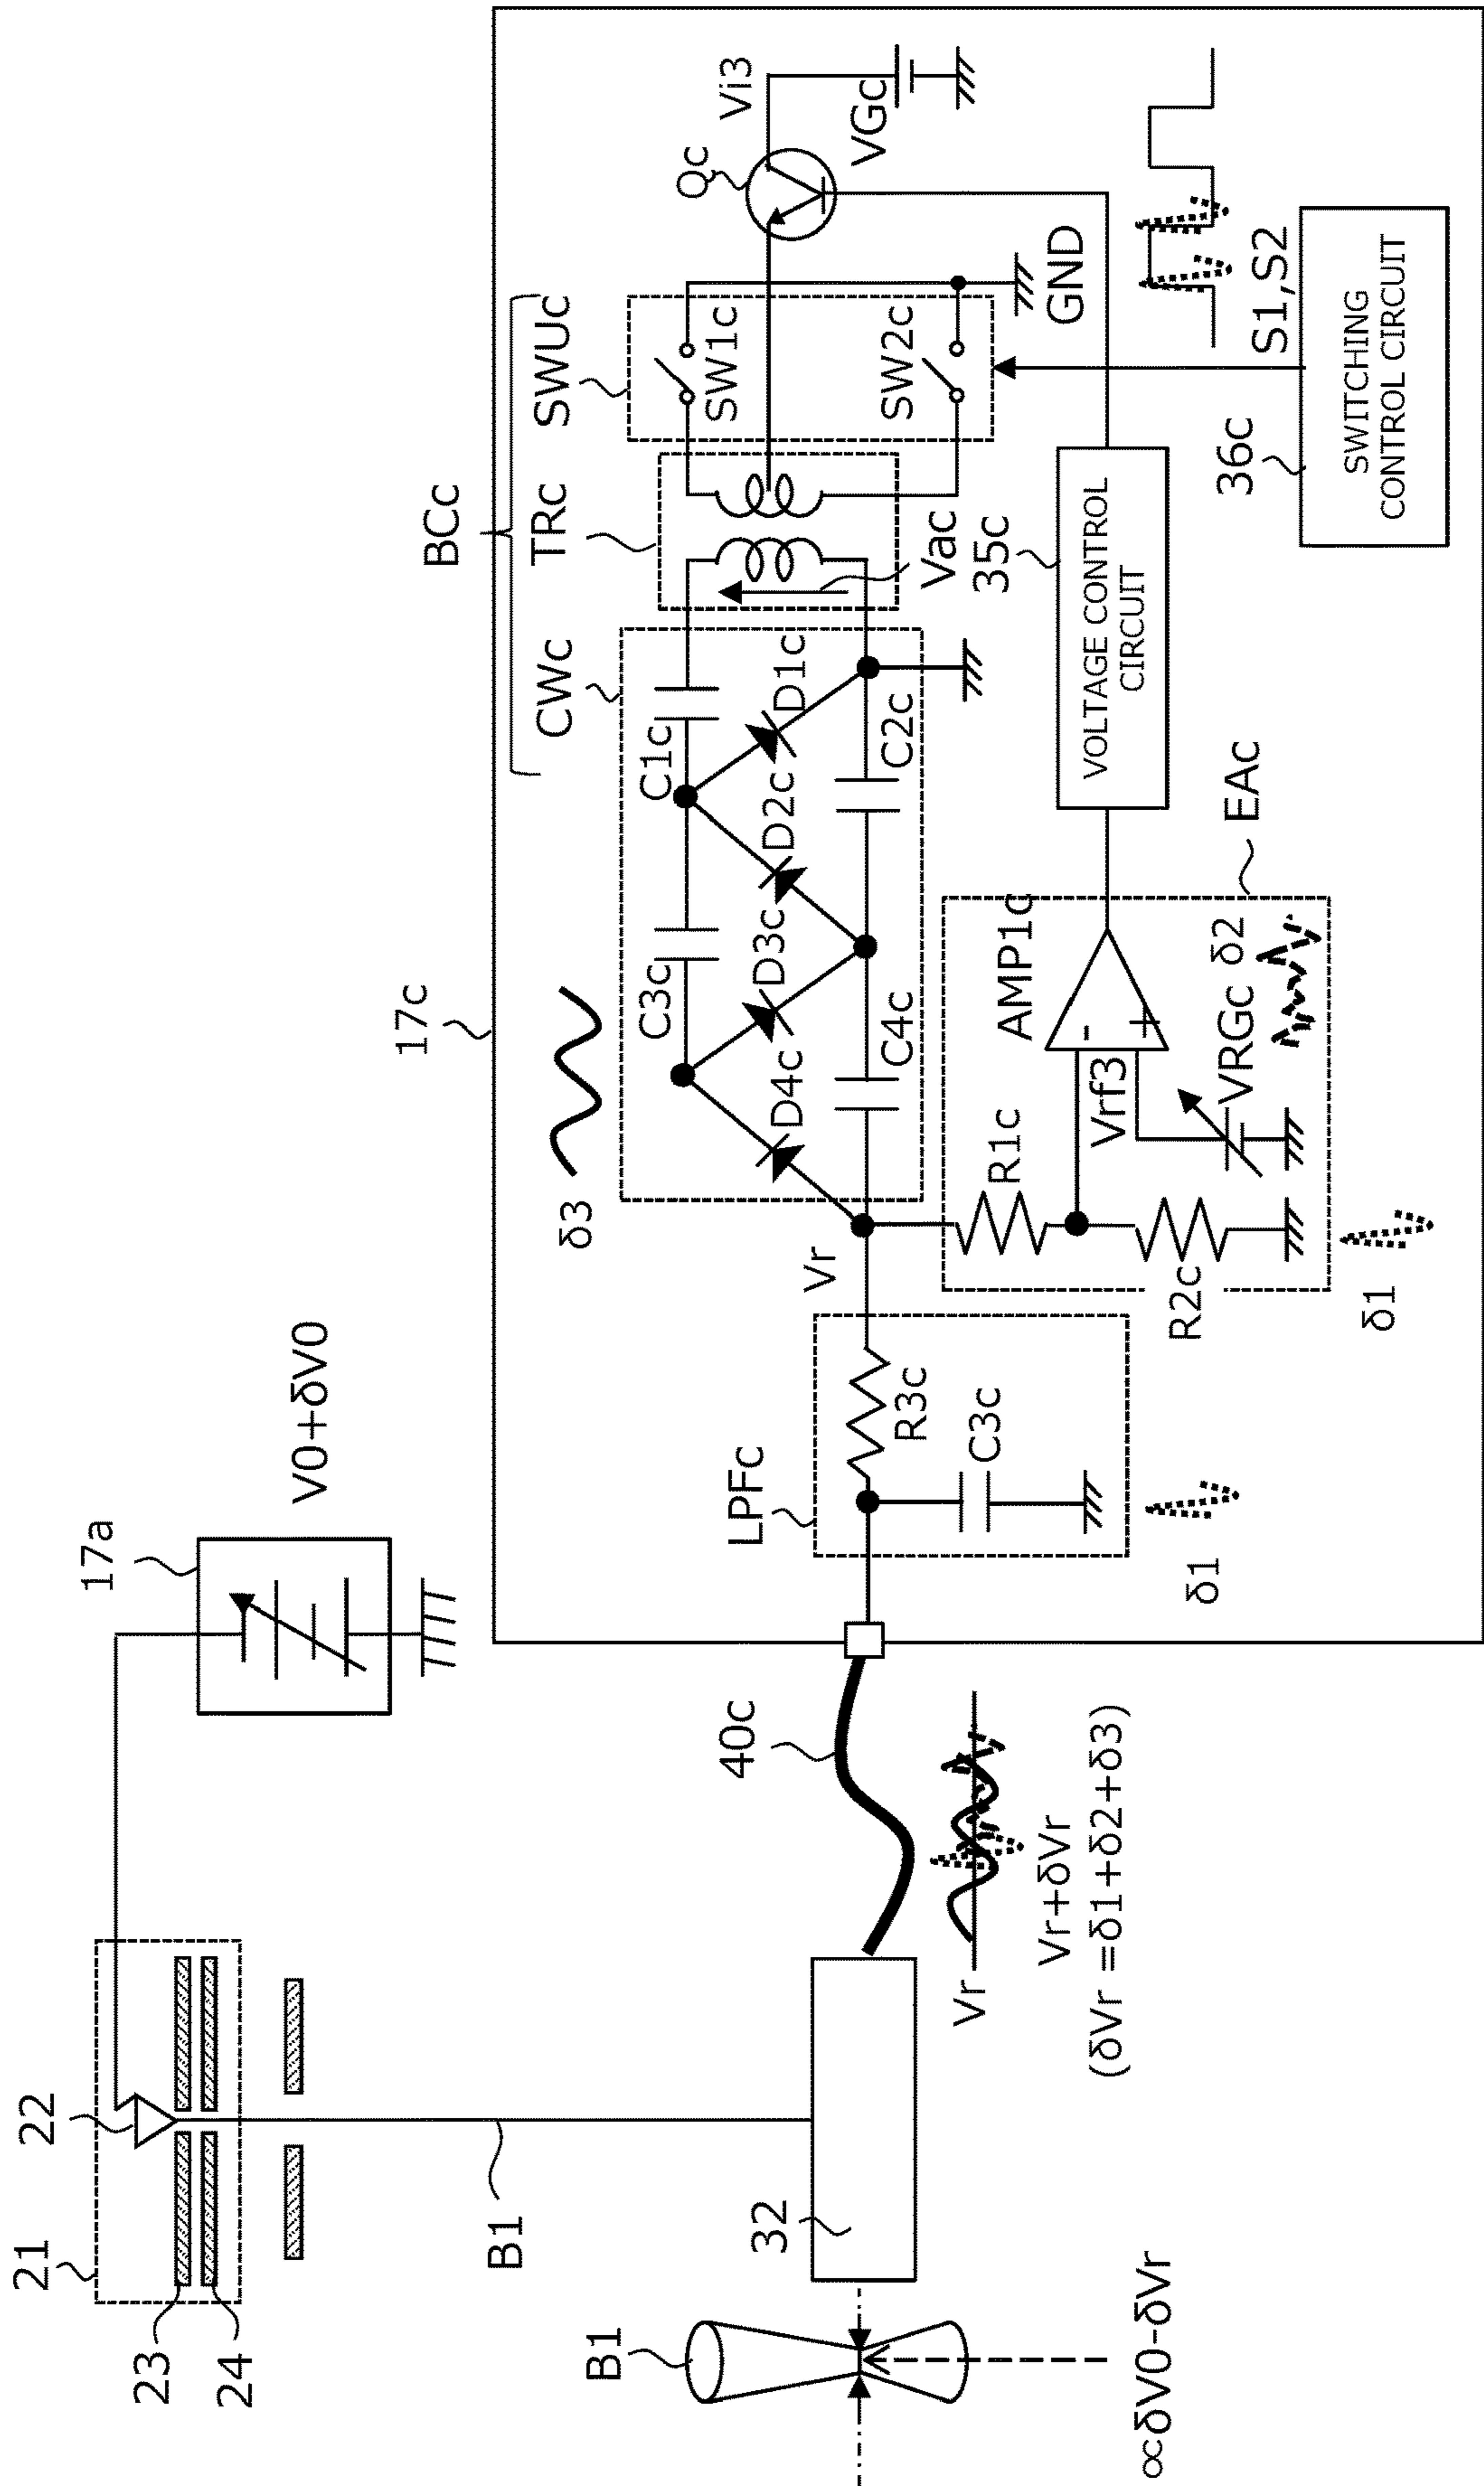 21
22
23
24
17a
V0+δV0
B1
B1
32
∝δV0-δVr
40c
Vr
Vr+δVr
(δVr =δ1+δ2+δ3)
17c
BCc
CWc
TRc
SWUc
δ3
C3c
C1c
D4c
D3c
D2c
D1c
C4c
C2c
Vac
SW1c
SW2c
Qc
Vi3
VGc
GND
LPFc
R3c
C3c
δ1
Vr
R1c
R2c
Vrf3
AMP1c
-
+
VRGc
δ2
EAc
δ1
35c
VOLTAGE CONTROL
CIRCUIT
S1,S2
36c
SWITCHING
CONTROL CIRCUIT